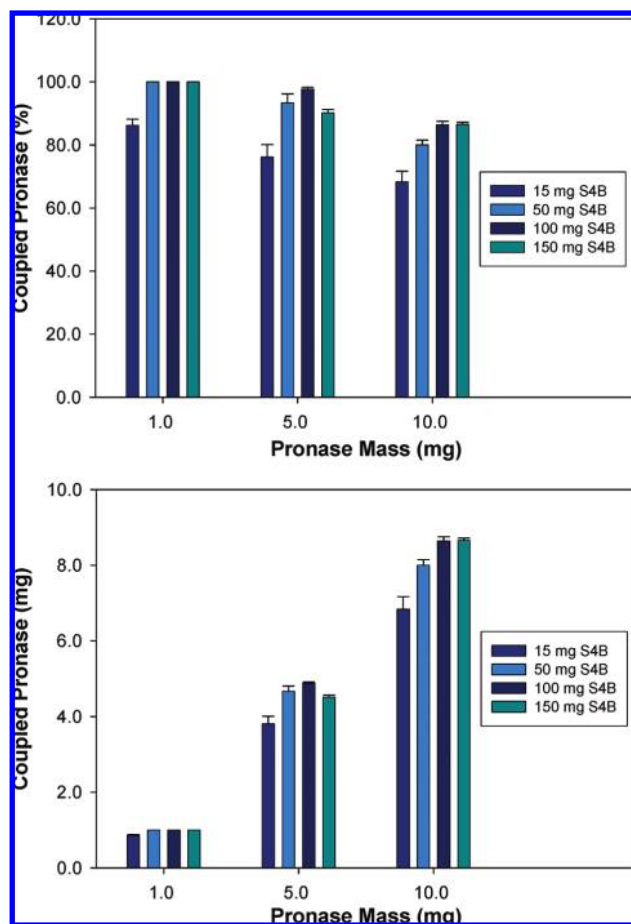 120.0
100.0
80.0
60.0
40.0
20.0
0.0
Coupled Pronase (%)
1.0 5.0 10.0
Pronase Mass (mg)
15 mg S4B
50 mg S4B
100 mg S4B
150 mg S4B
10.0
8.0
6.0
4.0
2.0
0.0
Coupled Pronase (mg)
1.0 5.0 10.0
Pronase Mass (mg)
15 mg S4B
50 mg S4B
100 mg S4B
150 mg S4B